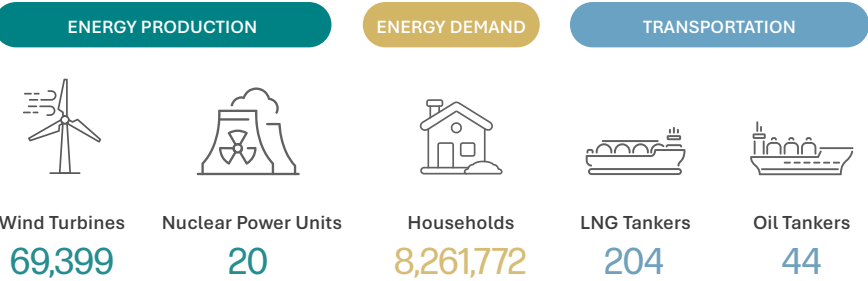 ENERGY PRODUCTION
ENERGY DEMAND
TRANSPORTATION
Wind Turbines
Nuclear Power Units
Households
LNG Tankers
Oil Tankers
69,399
20
8,261,772
204
44